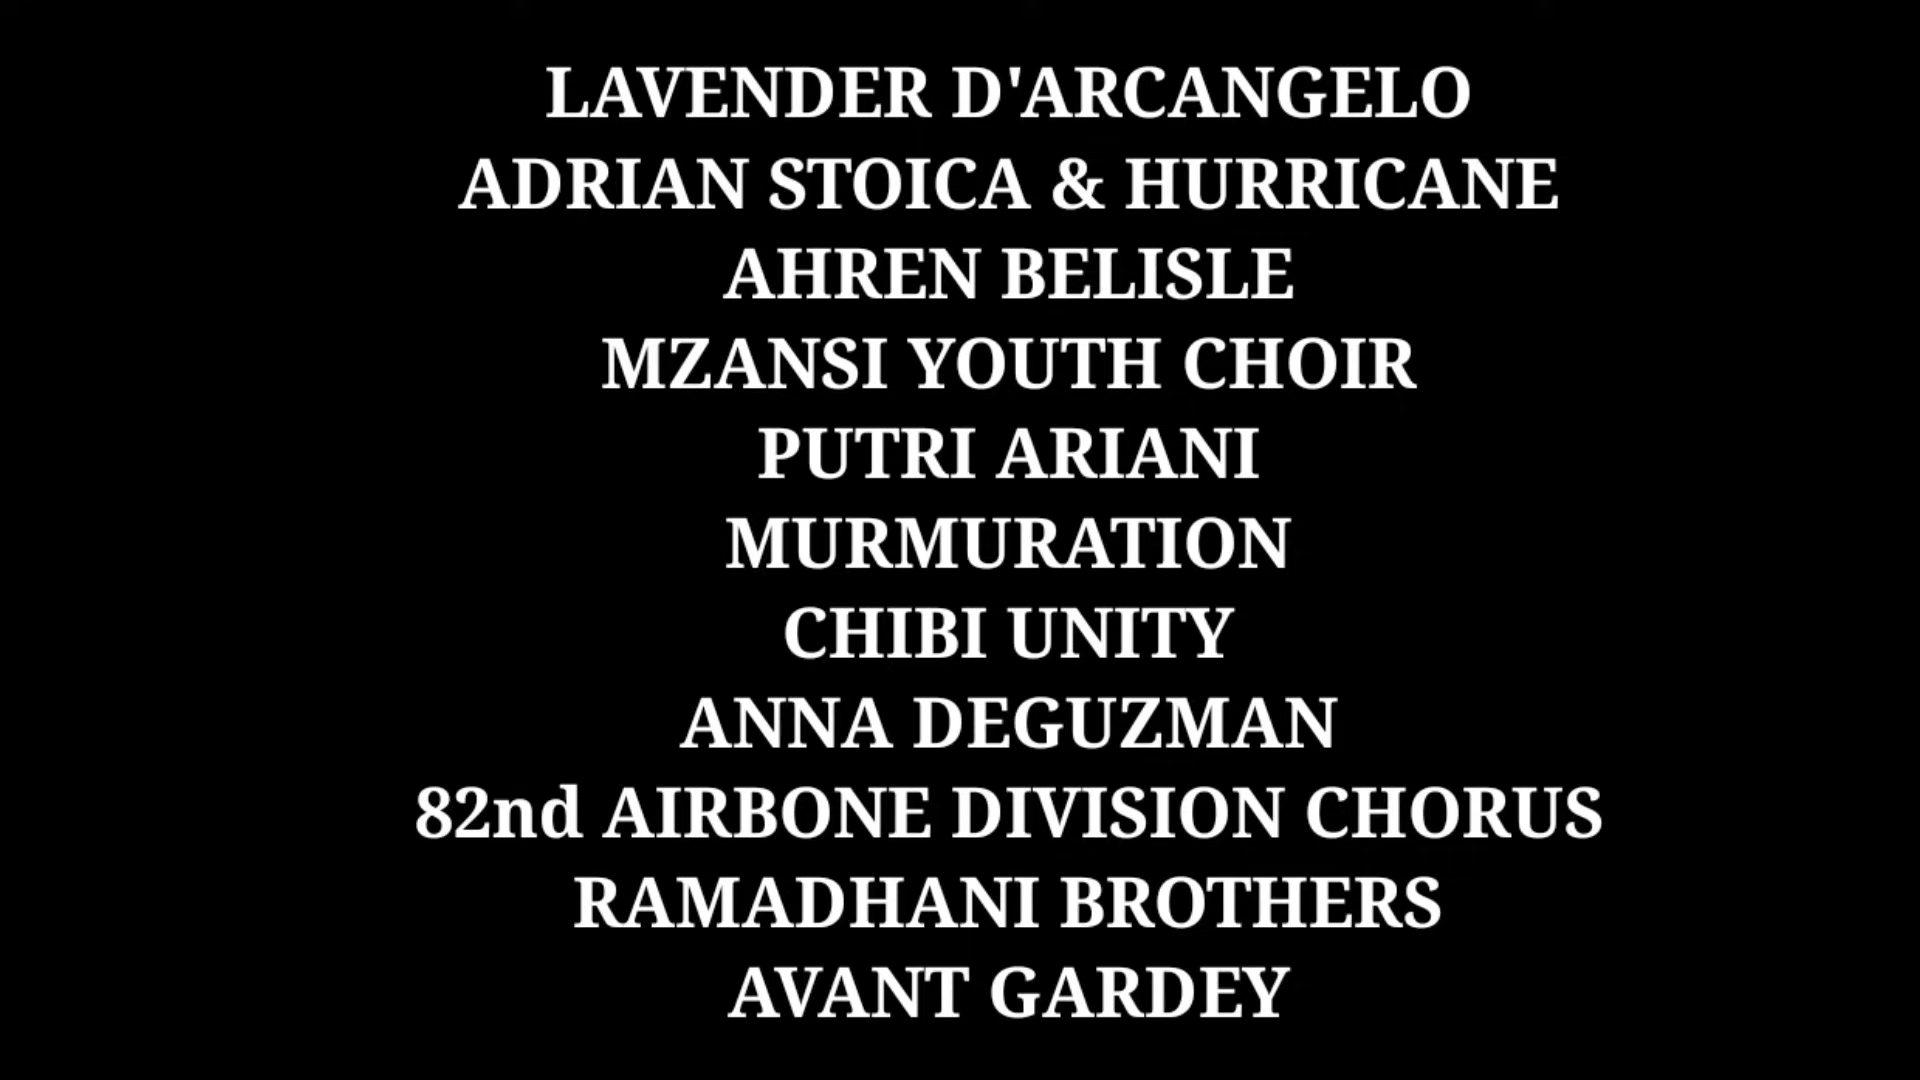 LAVENDER D'ARCANGELO
ADRIAN STOICA & HURRICANE
AHREN BELISLE
MZANSI YOUTH CHOIR
PUTRI ARIANI
MURMURATION
CHIBI UNITY
ANNA DEGUZMAN
82nd AIRBONE DIVISION CHORUS
RAMADHANI BROTHERS
AVANT GARDEY